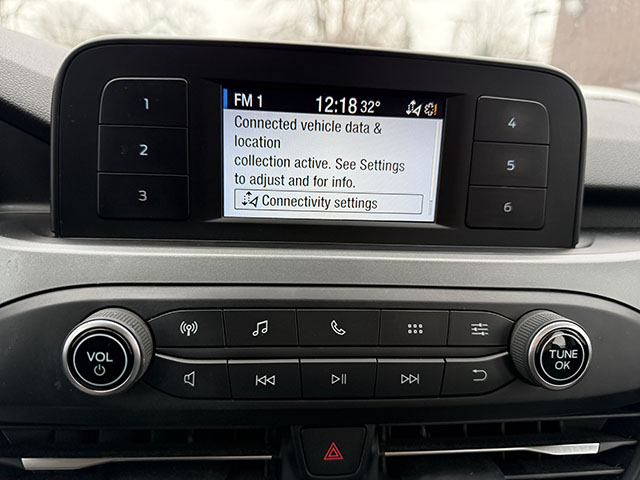 FM 1 12:18 32°
1
Connected vehicle data &
location
collection active. See Settings
to adjust and for info.
Connectivity settings
2
3
4
5
6
VOL
TUNE
OK